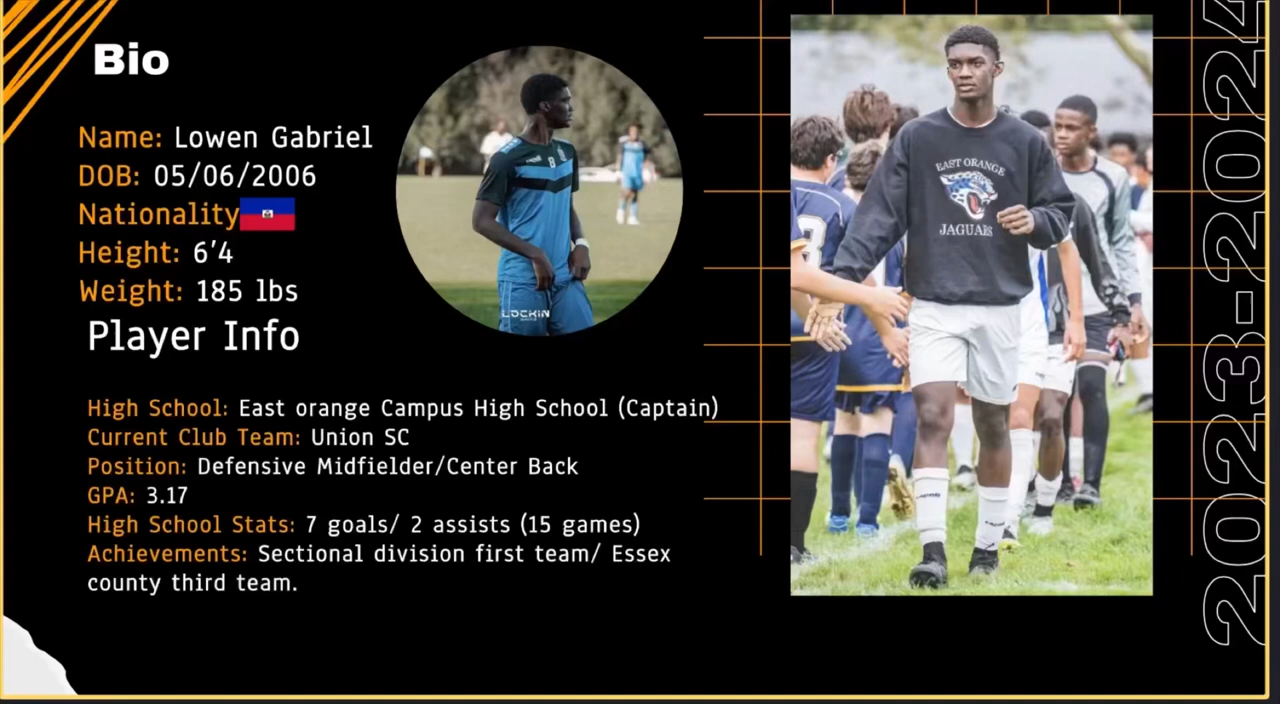 Bio
Name: Lowen Gabriel
DOB: 05/06/2006
Nationality
Height: 6'4
Weight: 185 lbs
Player Info
High School: East orange Campus High School (Captain)
Current Club Team: Union SC
Position: Defensive Midfielder/Center Back
GPA: 3.17
High School Stats: 7 goals/ 2 assists (15 games)
Achievements: Sectional division first team/ Essex
county third team.
8
LOCKIN
EAST ORANGE
JAGUARS
3
2023-2024